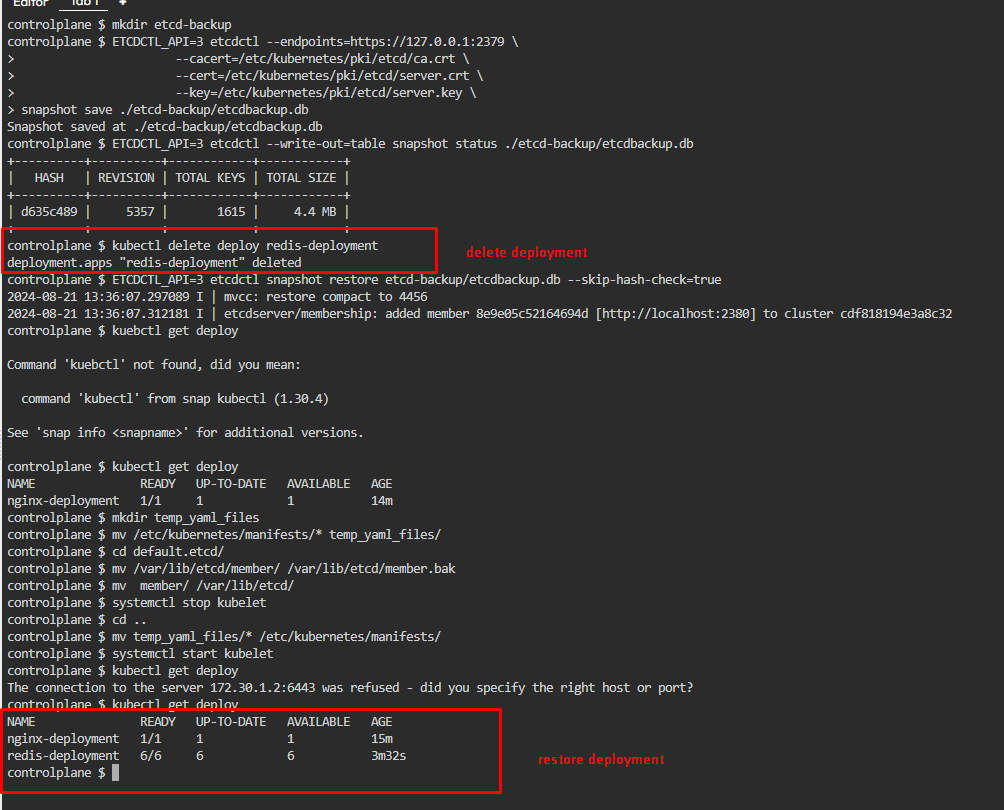 Editor Tab 1 +
controlplane $ mkdir etcd-backup
controlplane $ ETCDCTL_API=3 etcdctl --endpoints=https://127.0.0.1:2379 \
> --cacert=/etc/kubernetes/pki/etcd/ca.crt \
> --cert=/etc/kubernetes/pki/etcd/server.crt \
> --key=/etc/kubernetes/pki/etcd/server.key \
> snapshot save ./etcd-backup/etcdbackup.db
Snapshot saved at ./etcd-backup/etcdbackup.db
controlplane $ ETCDCTL_API=3 etcdctl --write-out=table snapshot status ./etcd-backup/etcdbackup.db
+----------+----------+------------+------------+
| HASH | REVISION | TOTAL KEYS | TOTAL SIZE |
+----------+----------+------------+------------+
| d635c489 | 5357 | 1615 | 4.4 MB |
controlplane $ kubectl delete deploy redis-deployment
delete deployment
deployment.apps "redis-deployment" deleted
controlplane $ ETCDCTL_API=3 etcdctl snapshot restore etcd-backup/etcdbackup.db --skip-hash-check=true
2024-08-21 13:36:07.297089 I | mvcc: restore compact to 4456
2024-08-21 13:36:07.312181 I | etcdserver/membership: added member 8e9e05c52164694d [http://localhost:2380] to cluster cdf818194e3a8c32
controlplane $ kuebctl get deploy
Command 'kuebctl' not found, did you mean:
command 'kubectl' from snap kubectl (1.30.4)
See 'snap info <snapname>' for additional versions.
controlplane $ kubectl get deploy
NAME READY UP-TO-DATE AVAILABLE AGE
nginx-deployment 1/1 1 1 14m
controlplane $ mkdir temp_yaml_files
controlplane $ mv /etc/kubernetes/manifests/* temp_yaml_files/
controlplane $ cd default.etcd/
controlplane $ mv /var/lib/etcd/member/ /var/lib/etcd/member.bak
controlplane $ mv member/ /var/lib/etcd/
controlplane $ systemctl stop kubelet
controlplane $ cd ..
controlplane $ mv temp_yaml_files/* /etc/kubernetes/manifests/
controlplane $ systemctl start kubelet
controlplane $ kubectl get deploy
The connection to the server 172.30.1.2:6443 was refused - did you specify the right host or port?
controlplane $ kubectl get deploy
NAME READY UP-TO-DATE AVAILABLE AGE
nginx-deployment 1/1 1 1 15m
redis-deployment 6/6 6 6 3m32s
restore deployment
controlplane $